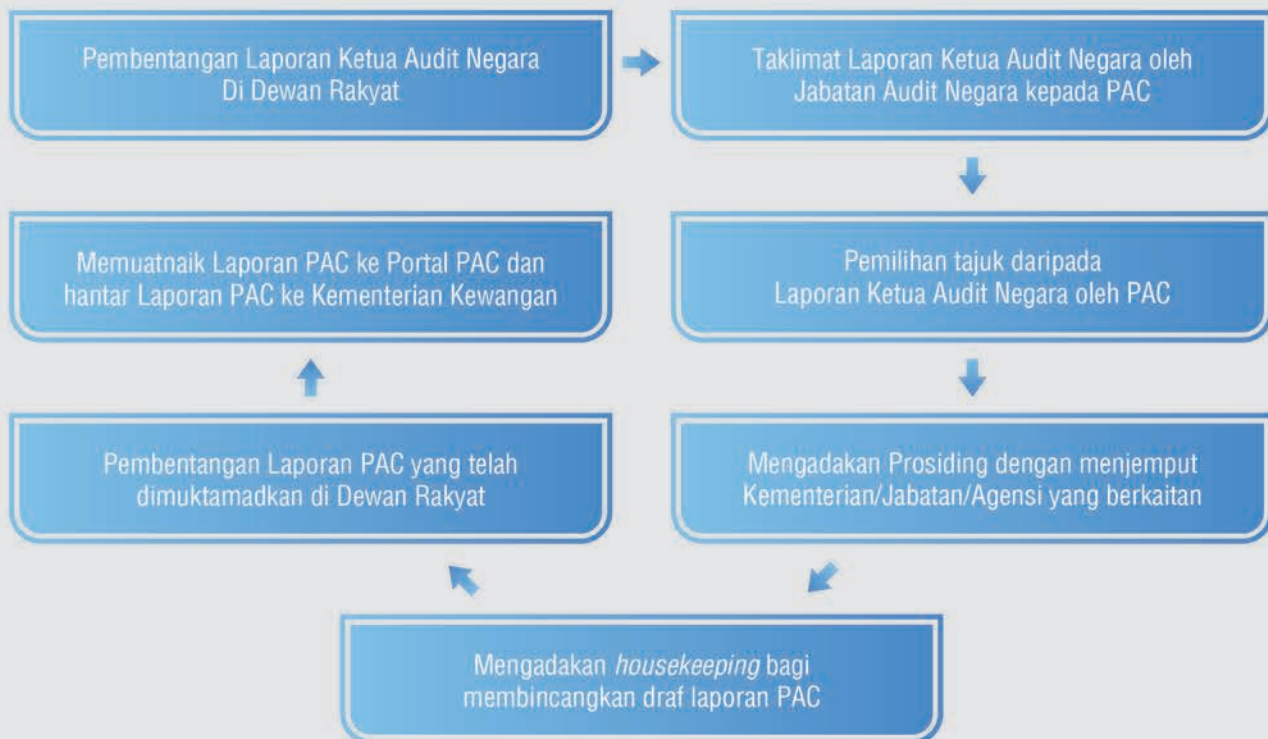 Pembentangan Laporan Ketua Audit Negara
Di Dewan Rakyat
Taklimat Laporan Ketua Audit Negara oleh
Jabatan Audit Negara kepada PAC
Pemilihan tajuk daripada
Laporan Ketua Audit Negara oleh PAC
Mengadakan Prosiding dengan menjemput
Kementerian/Jabatan/Agensi yang berkaitan
Mengadakan housekeeping bagi
membincangkan draf laporan PAC
Pembentangan Laporan PAC yang telah
dimuktamadkan di Dewan Rakyat
Memuatnaik Laporan PAC ke Portal PAC dan
hantar Laporan PAC ke Kementerian Kewangan